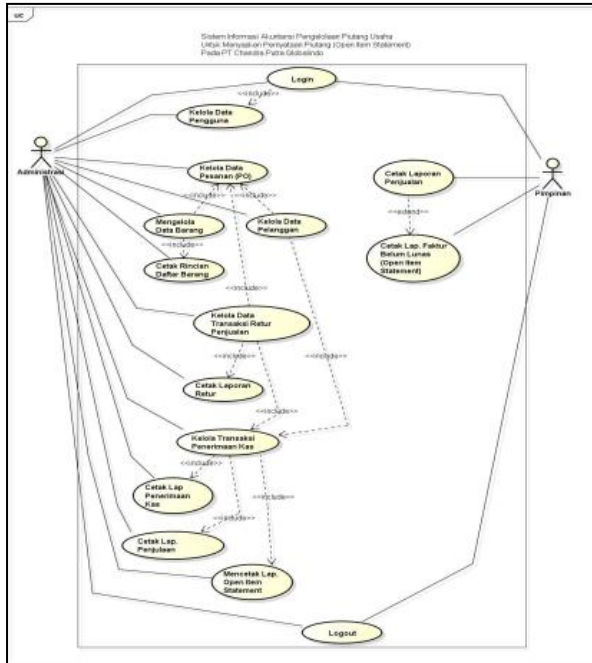 uc
Sistem Informasi Akuntansi Pengelolaan Piutang Usaha
Untuk Menyajikan Pernyataan Piutang (Open Item Statement)
Pada PT Chandra Putra Globalindo
Login
<<include>>
Kelola Data
Pengguna
Administrasi
Pimpinan
Kelola Data
Pesanan (PO)
<<include>>
<<include>>
Cetak Laporan
Penjualan
Mengelola
Data Barang
Kelola Data
Pelanggan
<<extend>>
<<include>>
Cetak Lap. Faktur
Belum Lunas
(Open Item
Statement)
Cetak Rincian
Daftar Barang
<<include>>
Kelola Data
Transaksi Retur
Penjualan
<<include>>
<<include>>
Cetak Laporan
Retur
<<include>>
Kelola Transaksi
Penerimaan Kas
<<include>>
Cetak Lap
Penerimaan
Kas
<<include>>
<<include>>
Cetak Lap.
Penjulaan
Mencetak Lap.
Open Item
Statement
Logout